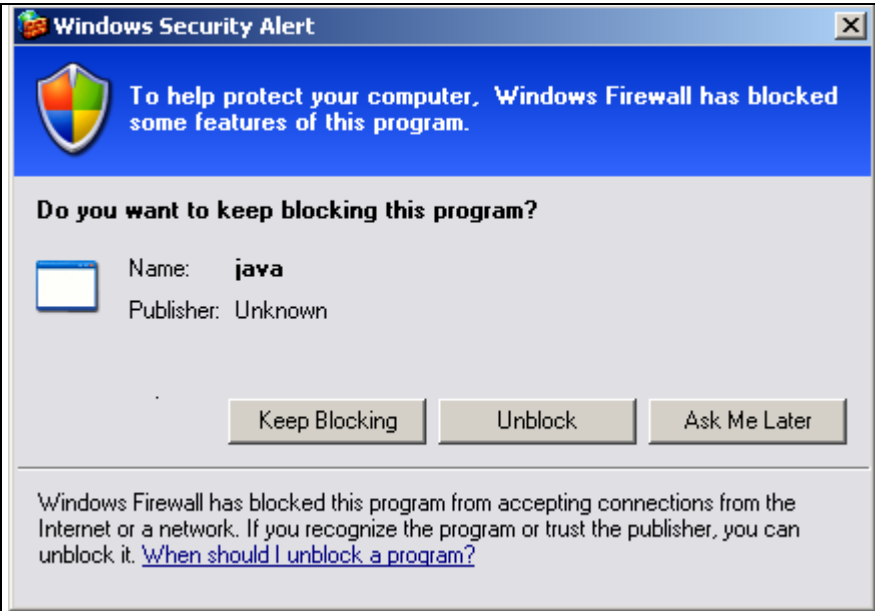 Windows Security Alert
To help protect your computer, Windows Firewall has blocked
some features of this program.
Do you want to keep blocking this program?
Name: java
Publisher: Unknown
Keep Blocking Unblock Ask Me Later
Windows Firewall has blocked this program from accepting connections from the
Internet or a network. If you recognize the program or trust the publisher, you can
unblock it. When should I unblock a program?